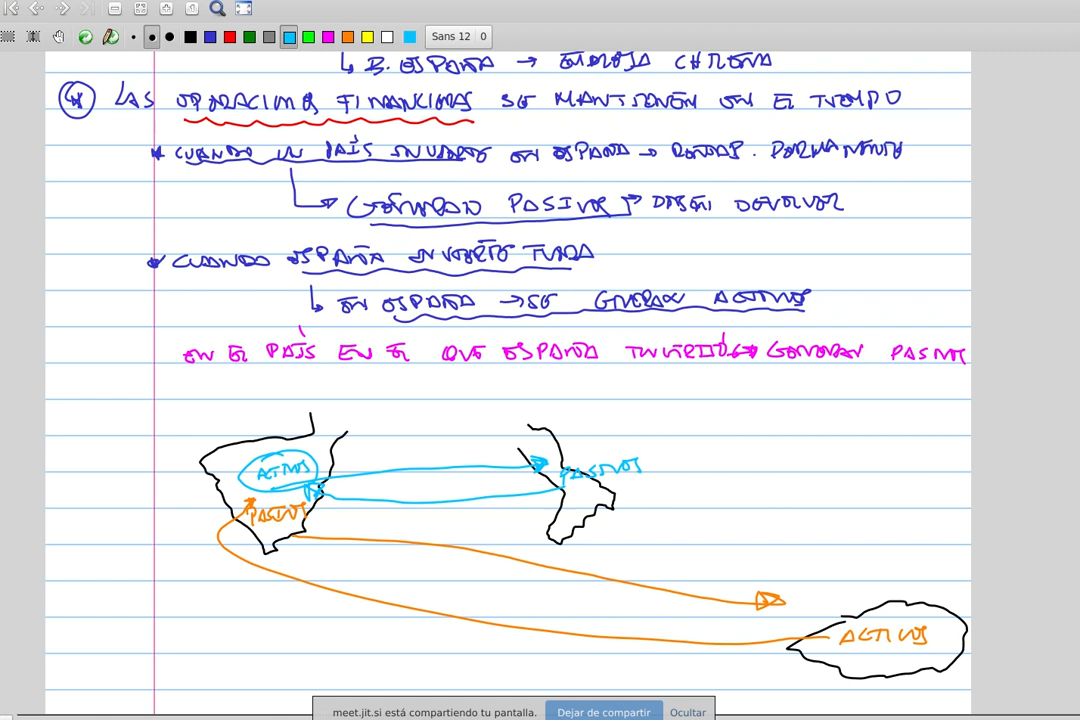 Sans 12 0
↳ B. ESPAÑA → ENERGÍA CHILENA
④ LAS OPERACIONES FINANCIERAS SE MANTIENEN EN EL TIEMPO
* CUANDO UN PAÍS INVIERTE EN ESPAÑA → RENTAB. PERMANENTE
↳ GENERAN PASIVOS → DEBEN DEVOLVER
* CUANDO ESPAÑA INVIERTE FUERA
↳ EN ESPAÑA → SE GENERAN ACTIVOS
EN EL PAÍS EN EL QUE ESPAÑA INVIERTIÓ → GENERAN PASIVOS
ACTIVOS
PASIVOS
PASIVOS
ACTIVOS
meet.jit.si está compartiendo tu pantalla. Dejar de compartir Ocultar